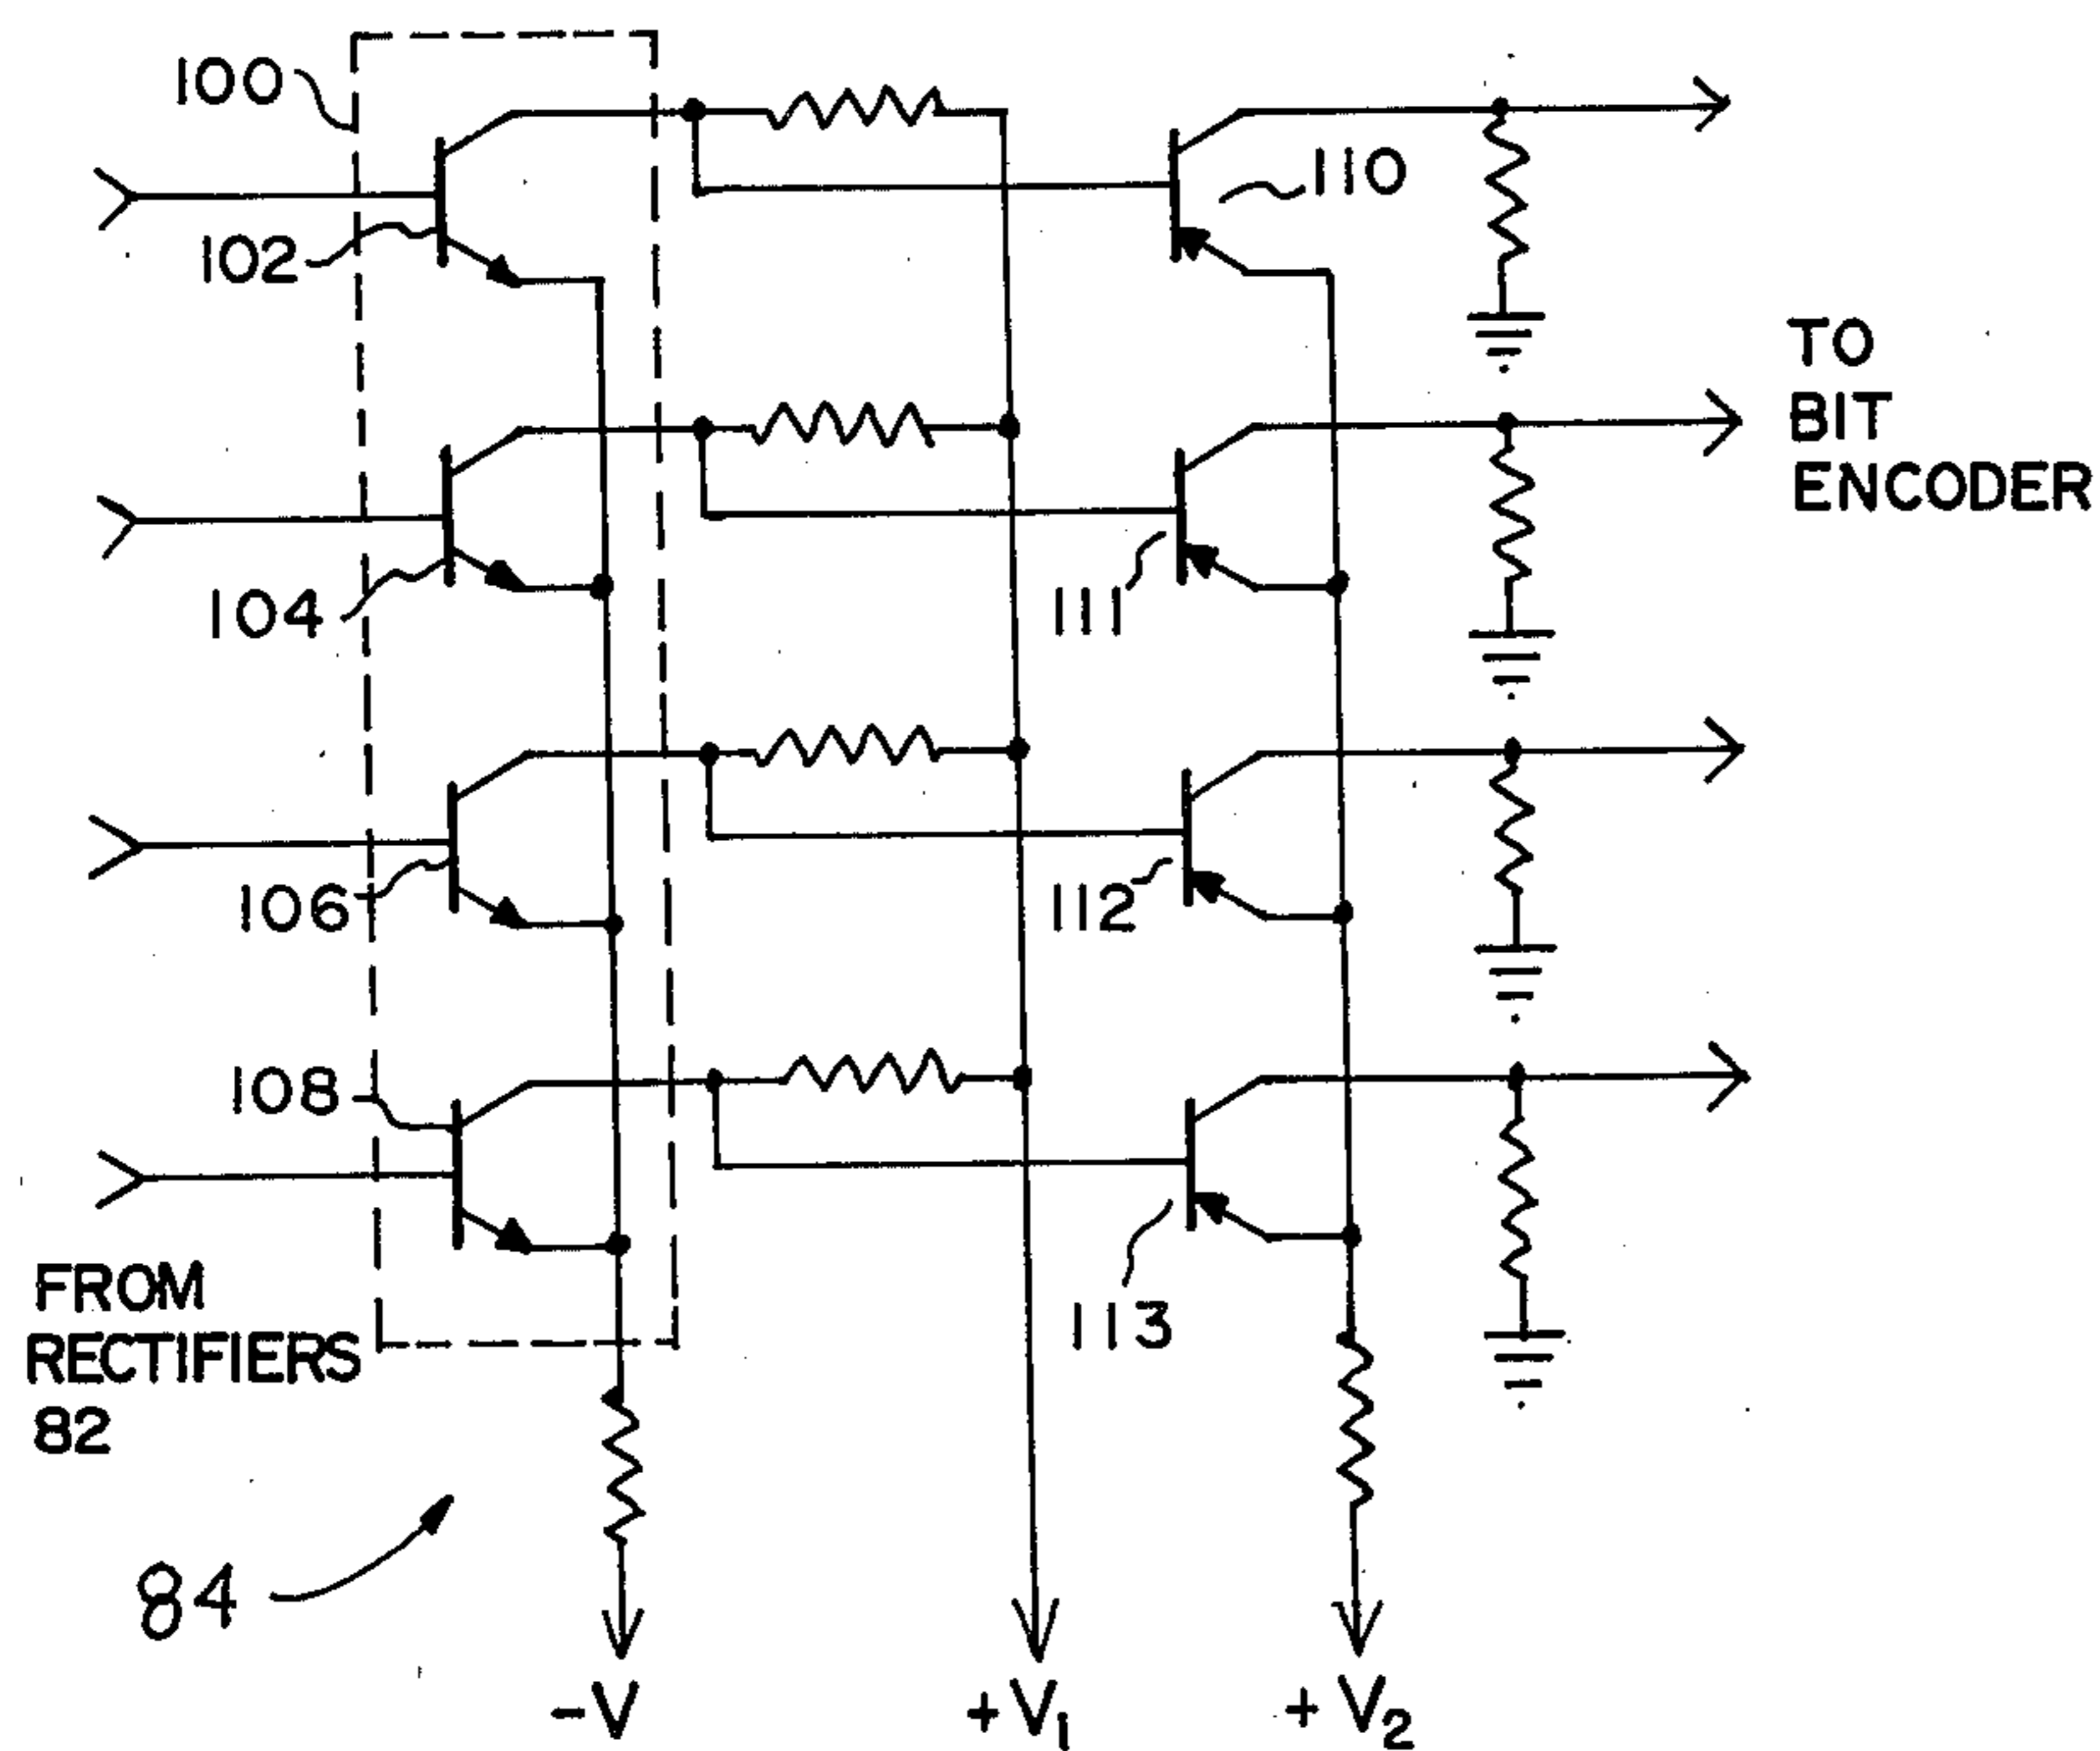 100
110
102
TO
BIT
ENCODER
104
111
106
112
108
113
FROM
RECTIFIERS
82
84
-V
+V1
+V2